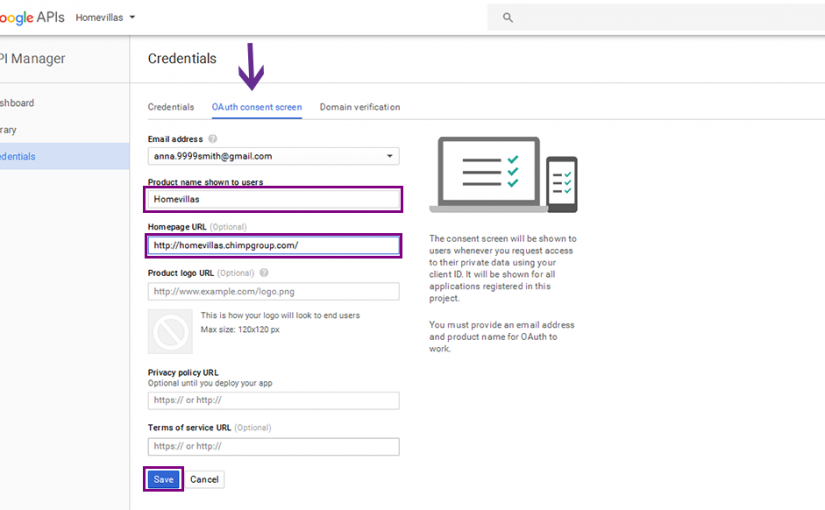 oogle APIs Homevillas
PI Manager
Credentials
shboard
rary
edentials
Credentials OAuth consent screen Domain verification
Email address
anna.9999smith@gmail.com
Product name shown to users
Homevillas
Homepage URL (Optional)
http://homevillas.chimpgroup.com/
Product logo URL (Optional)
http://www.example.com/logo.png
This is how your logo will look to end users
Max size: 120x120 px
Privacy policy URL
Optional until you deploy your app
https:// or http://
Terms of service URL (Optional)
https:// or http://
Save Cancel
The consent screen will be shown to
users whenever you request access
to their private data using your
client ID. It will be shown for all
applications registered in this
project.
You must provide an email address
and product name for OAuth to
work.